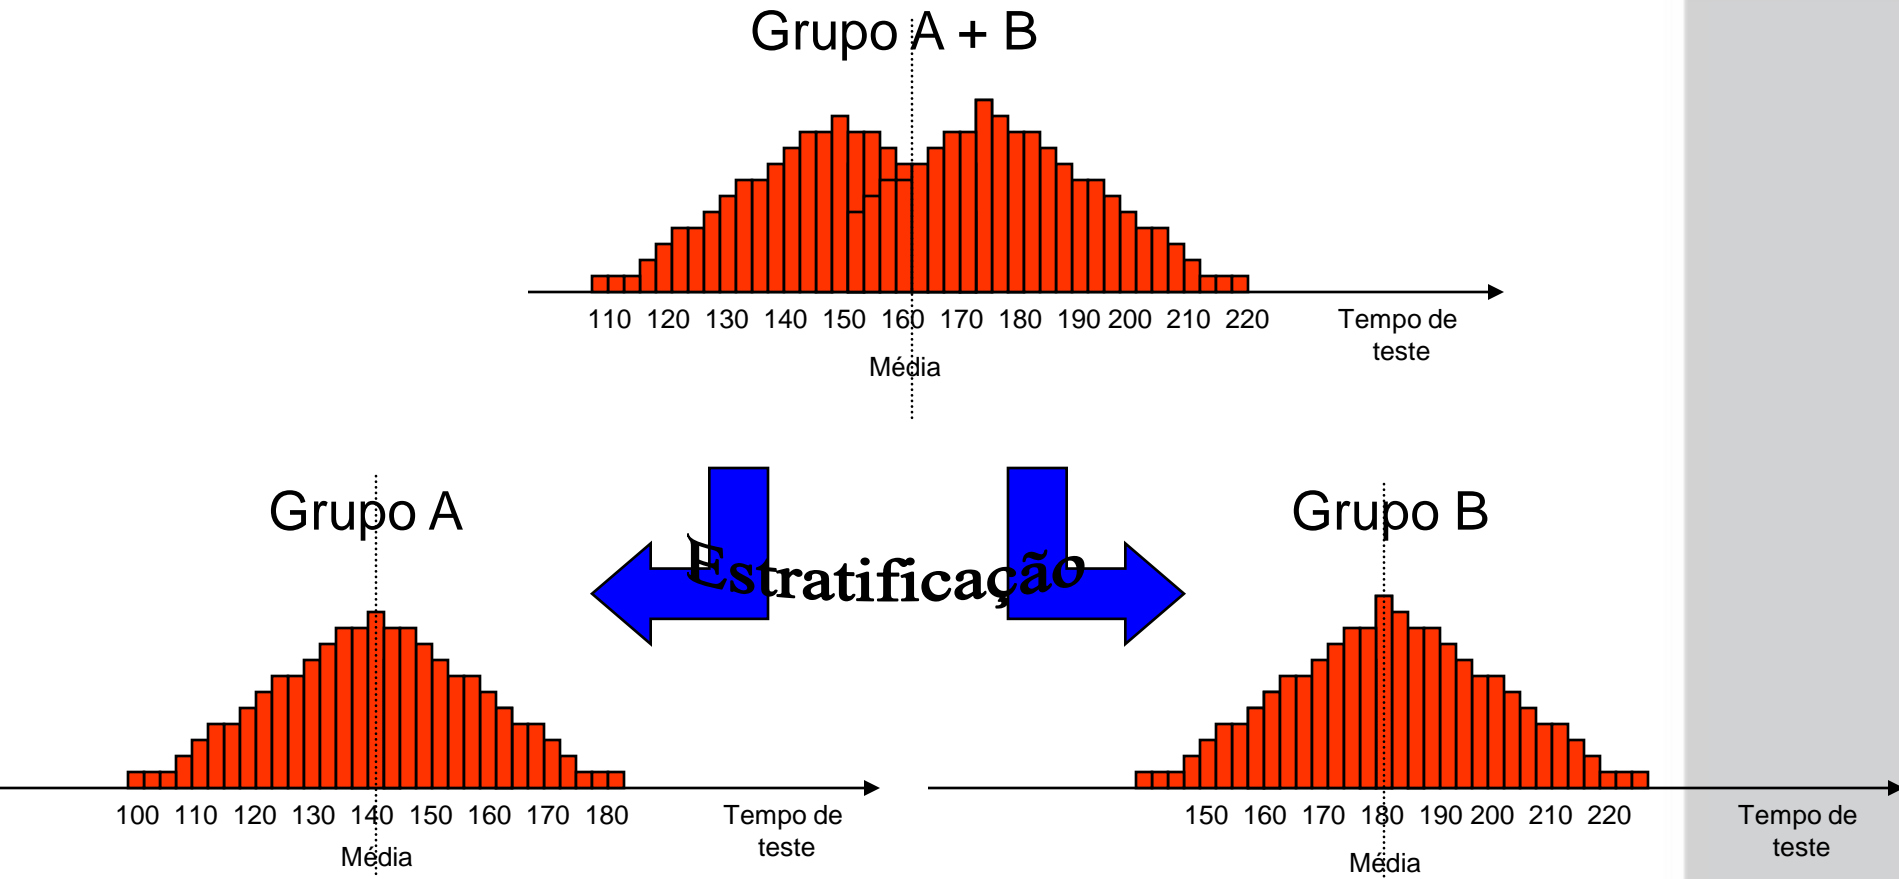 Grupo A + B
110 120 130 140 150 160 170 180 190 200 210 220
Tempo de
teste
Média
Grupo A
Estratificação
Grupo B
100 110 120 130 140 150 160 170 180
Tempo de
teste
Média
150 160 170 180 190 200 210 220
Tempo de
teste
Média